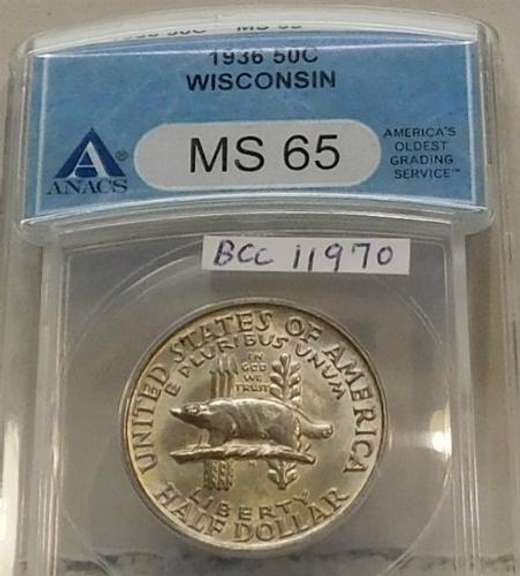 1936 50C
WISCONSIN
MS 65
ANACS®
AMERICA'S
OLDEST
GRADING
SERVICE™
BCC 11970
UNITED STATES OF AMERICA
E PLURIBUS UNUM
IN
GOD
WE
TRUST
LIBERTY
HALF DOLLAR